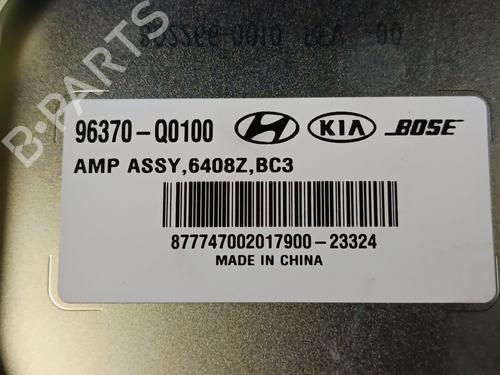 B-PARTS
96370-Q0100 KIA BOSE
AMP ASSY,6408Z,BC3
877747002017900-23324
MADE IN CHINA